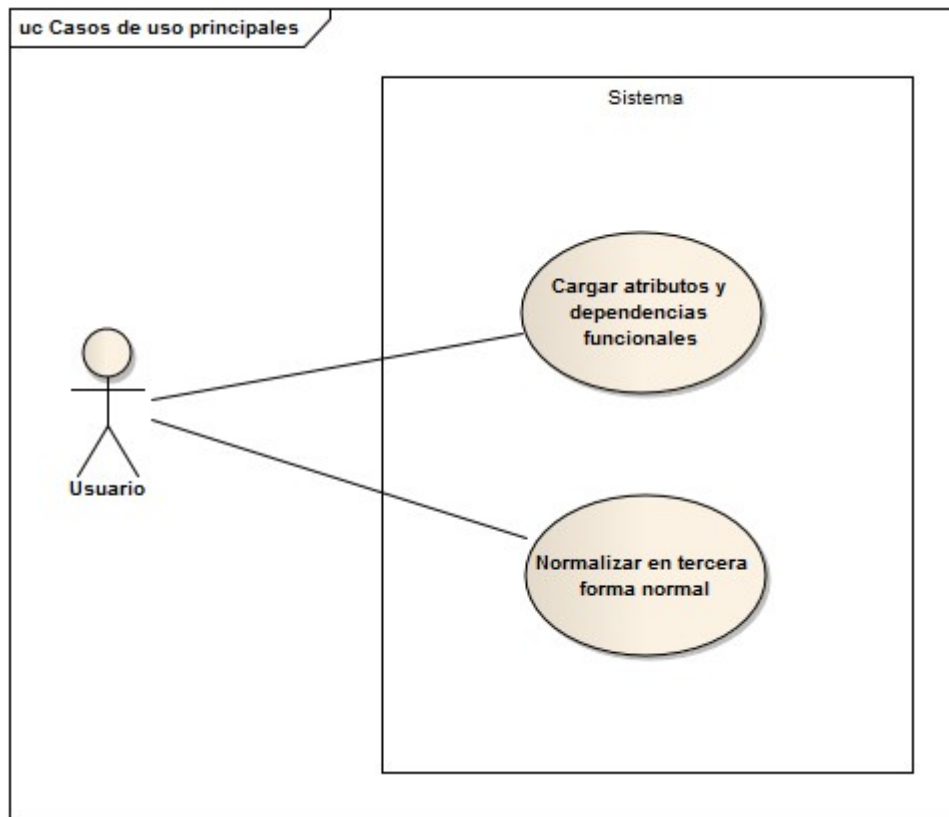 uc Casos de uso principales
Sistema
Cargar atributos y
dependencias
funcionales
Usuario
Normalizar en tercera
forma normal